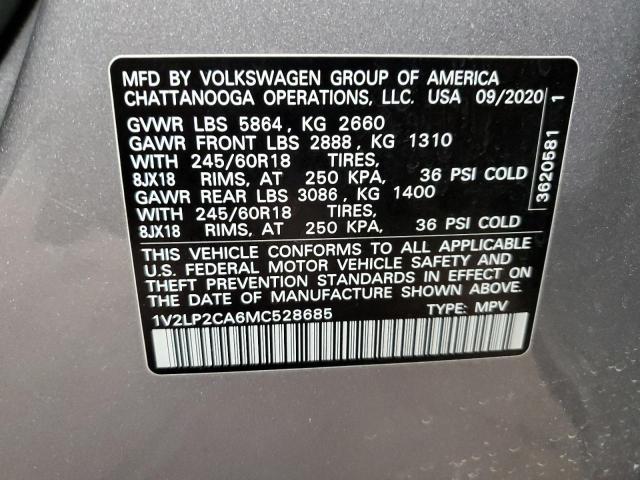 MFD BY VOLKSWAGEN GROUP OF AMERICA
CHATTANOOGA OPERATIONS, LLC. USA 09/2020
GVWR LBS 5864, KG 2660
GAWR FRONT LBS 2888, KG 1310
WITH 245/60R18 TIRES,
8JX18 RIMS, AT 250 KPA, 36 PSI COLD
GAWR REAR LBS 3086, KG 1400
WITH 245/60R18 TIRES,
8JX18 RIMS, AT 250 KPA, 36 PSI COLD
THIS VEHICLE CONFORMS TO ALL APPLICABLE
U.S. FEDERAL MOTOR VEHICLE SAFETY AND
THEFT PREVENTION STANDARDS IN EFFECT ON
THE DATE OF MANUFACTURE SHOWN ABOVE.
1V2LP2CA6MC528685 TYPE: MPV
3620581 1